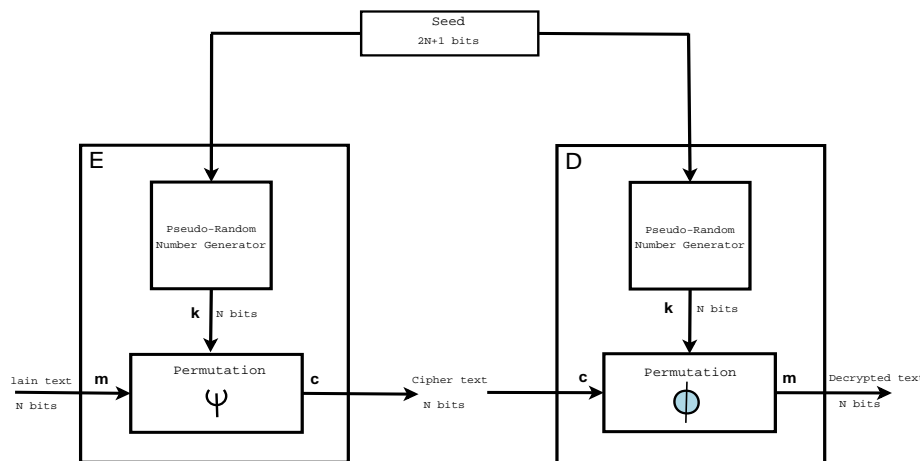 Seed
2N+1 bits
E
Pseudo-Random
Number Generator
k N bits
Permutation
lain text
m
c
N bits
ψ
Cipher text
N bits
D
Pseudo-Random
Number Generator
k N bits
Permutation
c
m
Decrypted text
N bits
ϕ